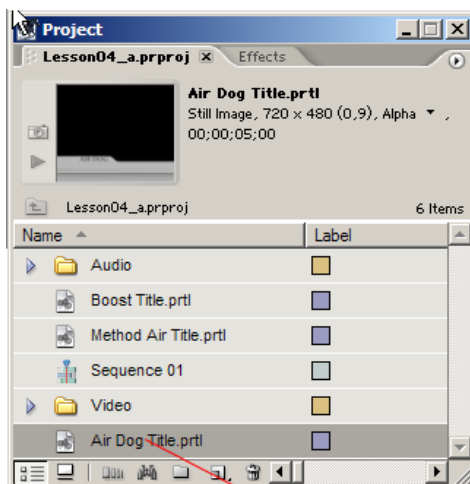 Project
Lesson04_a.prproj Effects
Air Dog Title.prtl
Still Image, 720 x 480 (0,9), Alpha ,
00;00;05;00
Lesson04_a.prproj 6 Items
Name Label
Audio
Boost Title.prtl
Method Air Title.prtl
Sequence 01
Video
Air Dog Title.prtl